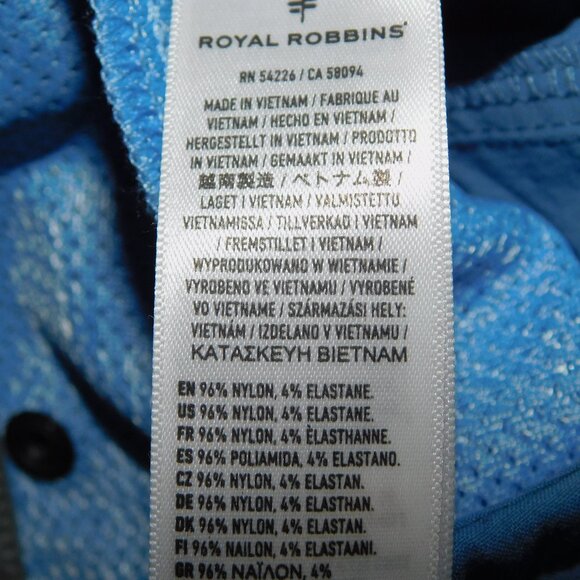 ROYAL ROBBINS®
RN 54226 / CA 58094
MADE IN VIETNAM / FABRIQUE AU
VIETNAM / HECHO EN VIETNAM /
HERGESTELLT IN VIETNAM / PRODOTTO
IN VIETNAM / GEMAAKT IN VIETNAM /
越南製造 / ベトナム製 /
LAGET I VIETNAM / VALMISTETTU
VIETNAMISSA / TILLVERKAD I VIETNAM
/ FREMSTILLET I VIETNAM /
WYPRODUKOWANO W WIETNAMIE /
VYROBENO VE VIETNAMU / VYROBENÉ
VO VIETNAME / SZÁRMAZÁSI HELY:
VIETNÁM / IZDELANO V VIETNAMU /
ΚΑΤΑΣΚΕΥΗ ΒΙΕΤΝΑΜ
EN 96% NYLON, 4% ELASTANE.
US 96% NYLON, 4% ELASTANE.
FR 96% NYLON, 4% ÉLASTHANNE.
ES 96% POLIAMIDA, 4% ELASTANO.
CZ 96% NYLON, 4% ELASTAN.
DE 96% NYLON, 4% ELASTHAN.
DK 96% NYLON, 4% ELASTAN.
FI 96% NAILON, 4% ELASTAANI.
GR 96% ΝΑΪΛΟΝ, 4%